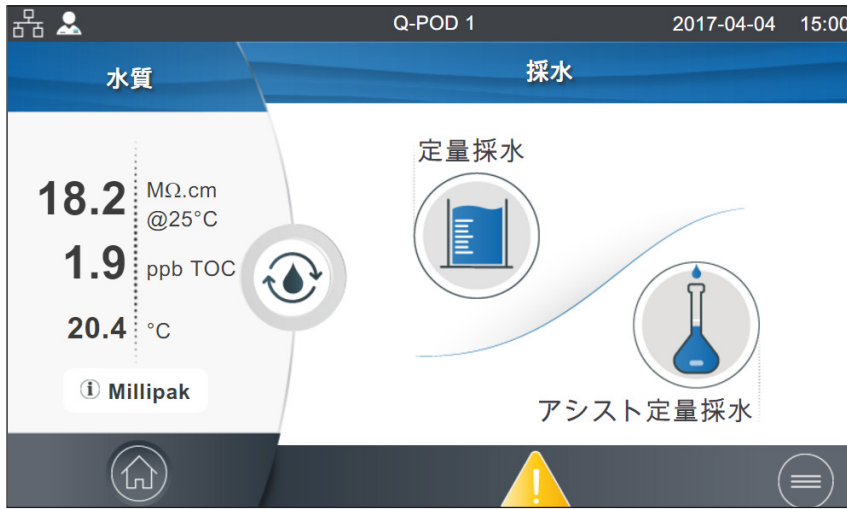 Q-POD 1
2017-04-04 15:00
水質
採水
18.2 MΩ.cm
@25°C
1.9 ppb TOC
20.4 °C
i Millipak
定量採水
アシスト定量採水
!